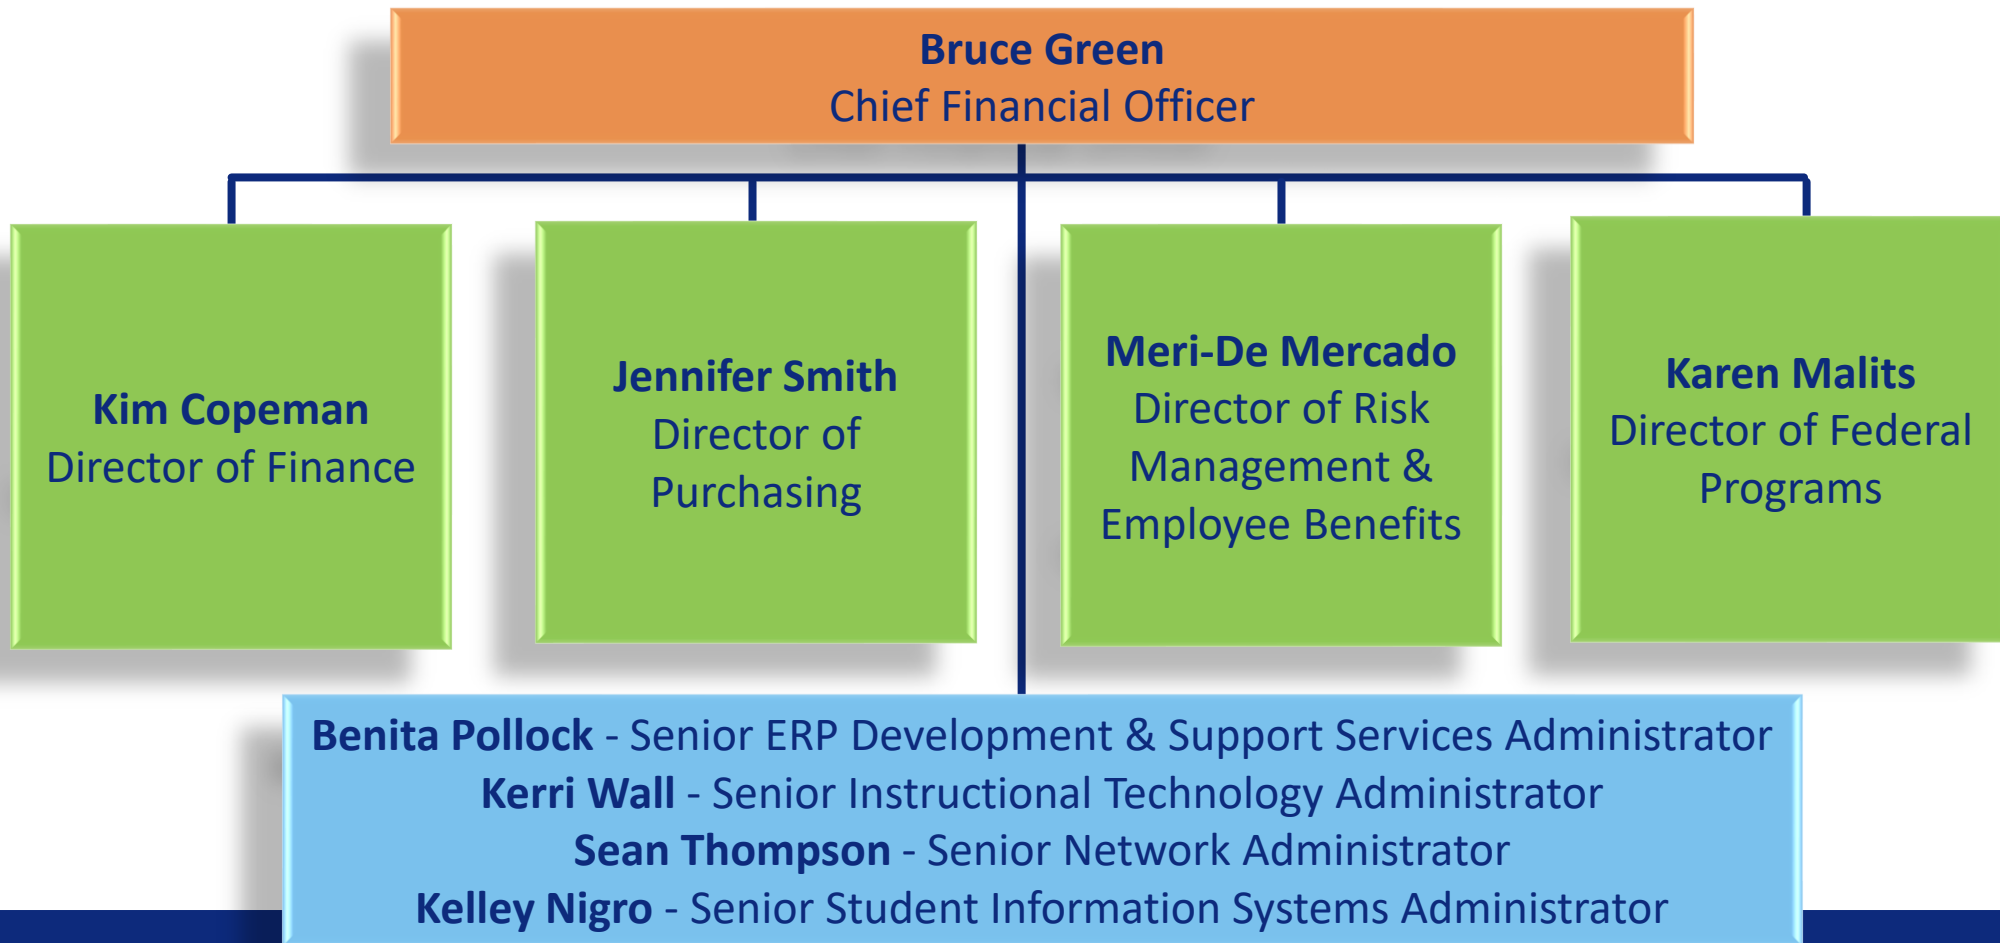 Bruce Green
Chief Financial Officer
Kim Copeman
Director of Finance
Jennifer Smith
Director of
Purchasing
Meri-De Mercado
Director of Risk
Management &
Employee Benefits
Karen Malits
Director of Federal
Programs
Benita Pollock - Senior ERP Development & Support Services Administrator
Kerri Wall - Senior Instructional Technology Administrator
Sean Thompson - Senior Network Administrator
Kelley Nigro - Senior Student Information Systems Administrator